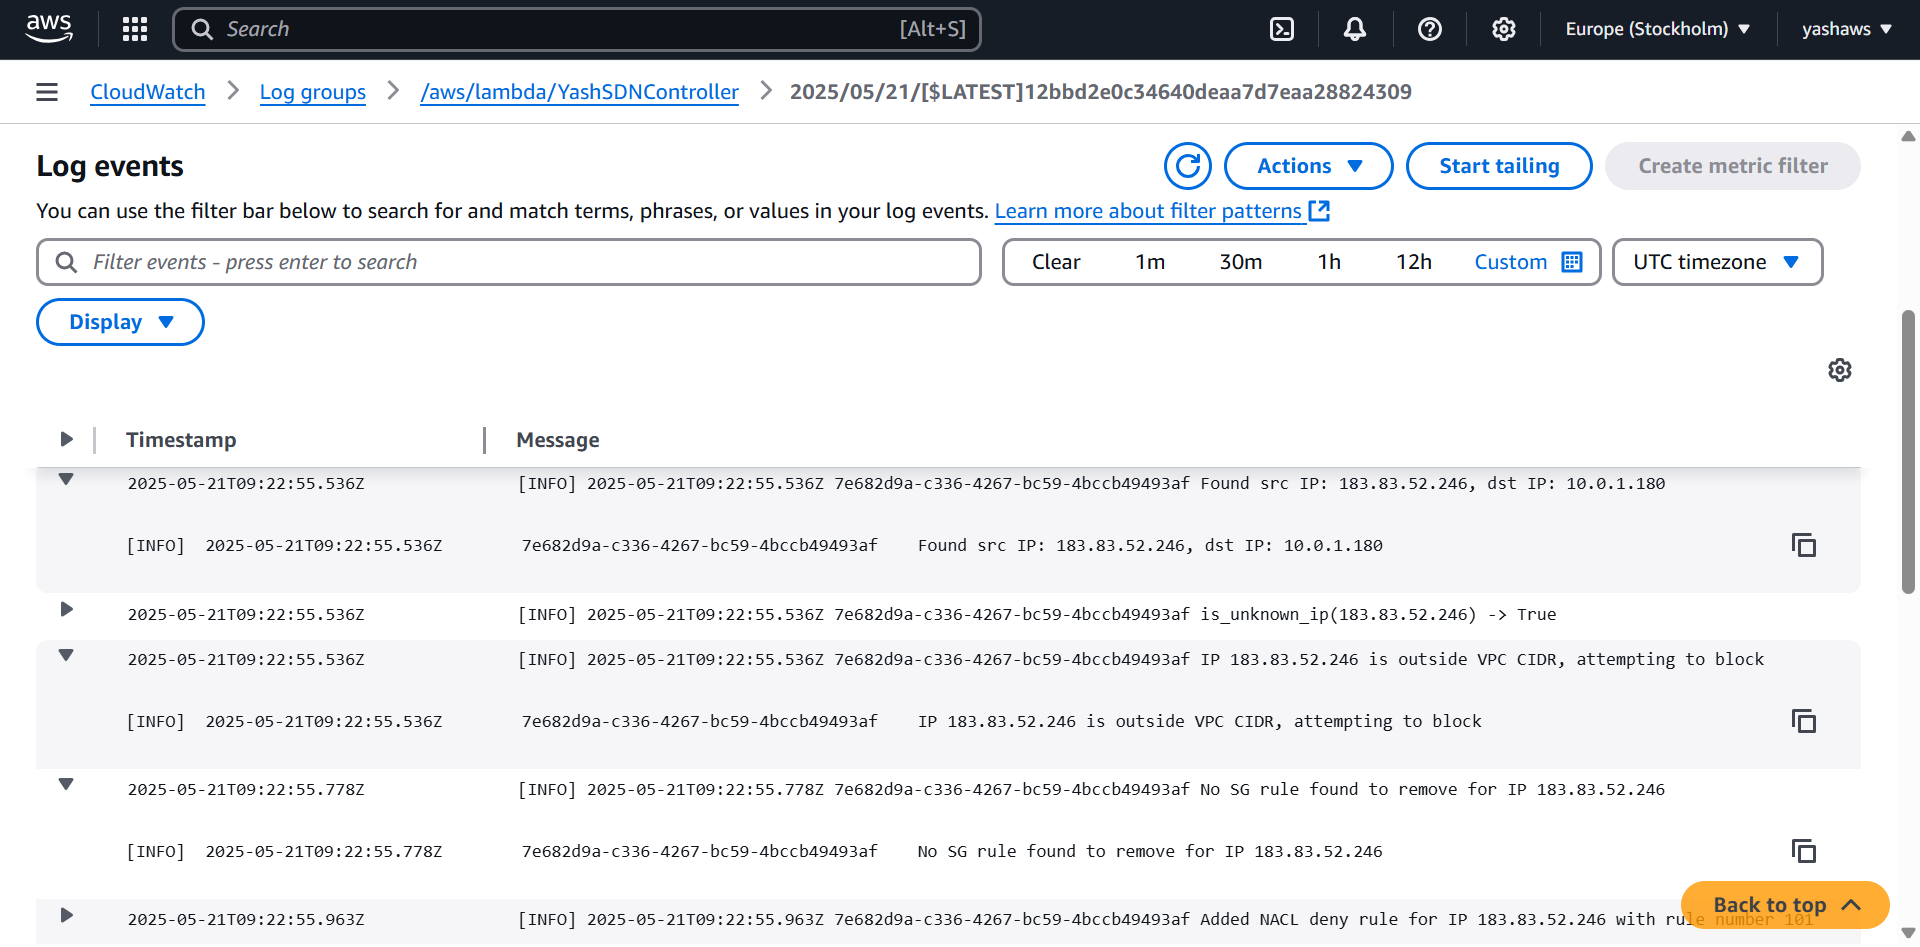 aws Search [Alt+S] Europe (Stockholm) yashaws
CloudWatch Log groups /aws/lambda/YashSDNController 2025/05/21/[$LATEST]12bbd2e0c34640deaa7d7eaa28824309
Log events Actions Start tailing Create metric filter
You can use the filter bar below to search for and match terms, phrases, or values in your log events. Learn more about filter patterns
Filter events - press enter to search Clear 1m 30m 1h 12h Custom UTC timezone
Display
Timestamp Message
2025-05-21T09:22:55.536Z [INFO] 2025-05-21T09:22:55.536Z 7e682d9a-c336-4267-bc59-4bccb49493af Found src IP: 183.83.52.246, dst IP: 10.0.1.180
[INFO] 2025-05-21T09:22:55.536Z 7e682d9a-c336-4267-bc59-4bccb49493af Found src IP: 183.83.52.246, dst IP: 10.0.1.180
2025-05-21T09:22:55.536Z [INFO] 2025-05-21T09:22:55.536Z 7e682d9a-c336-4267-bc59-4bccb49493af is_unknown_ip(183.83.52.246) -> True
2025-05-21T09:22:55.536Z [INFO] 2025-05-21T09:22:55.536Z 7e682d9a-c336-4267-bc59-4bccb49493af IP 183.83.52.246 is outside VPC CIDR, attempting to block
[INFO] 2025-05-21T09:22:55.536Z 7e682d9a-c336-4267-bc59-4bccb49493af IP 183.83.52.246 is outside VPC CIDR, attempting to block
2025-05-21T09:22:55.778Z [INFO] 2025-05-21T09:22:55.778Z 7e682d9a-c336-4267-bc59-4bccb49493af No SG rule found to remove for IP 183.83.52.246
[INFO] 2025-05-21T09:22:55.778Z 7e682d9a-c336-4267-bc59-4bccb49493af No SG rule found to remove for IP 183.83.52.246
2025-05-21T09:22:55.963Z [INFO] 2025-05-21T09:22:55.963Z 7e682d9a-c336-4267-bc59-4bccb49493af Added NACL deny rule for IP 183.83.52.246 with rule number 101
Back to top